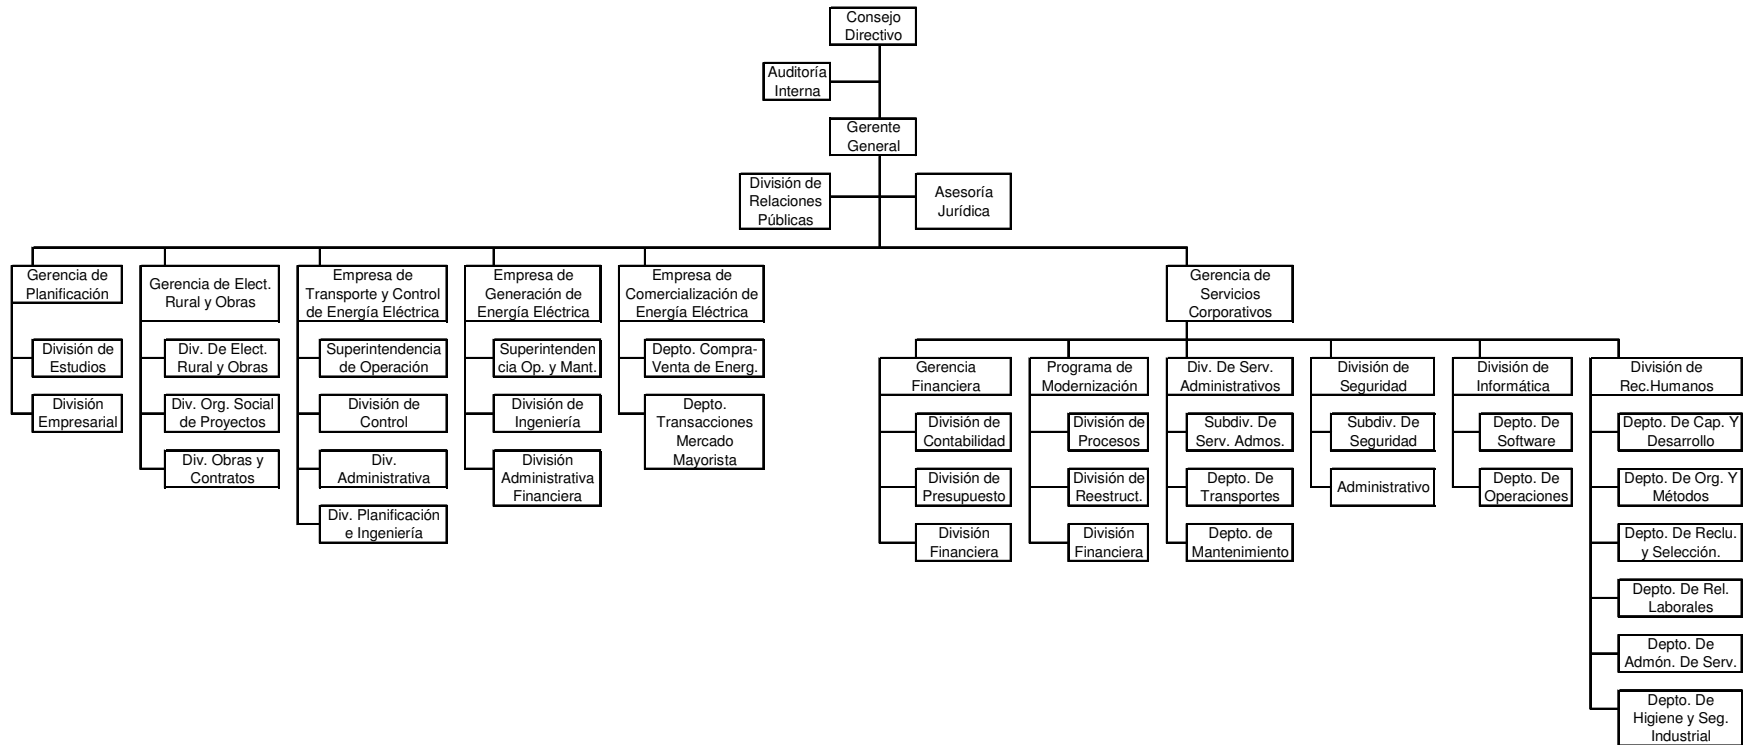 Consejo
Directivo
Auditoría
Interna
Gerente
General
División de
Relaciones
Públicas
Asesoría
Jurídica
Gerencia de
Planificación
Gerencia de Elect.
Rural y Obras
Empresa de
Transporte y Control
de Energía Eléctrica
Empresa de
Generación de
Energía Eléctrica
Empresa de
Comercialización de
Energía Eléctrica
Gerencia de
Servicios
Corporativos
División de
Estudios
División
Empresarial
Div. De Elect.
Rural y Obras
Div. Org. Social
de Proyectos
Div. Obras y
Contratos
Superintendencia
de Operación
División de
Control
Div.
Administrativa
Div. Planificación
e Ingeniería
Superintenden
cia Op. y Mant.
División de
Ingeniería
División
Administrativa
Financiera
Depto. Compra-
Venta de Energ.
Depto.
Transacciones
Mercado
Mayorista
Gerencia
Financiera
División de
Contabilidad
División de
Presupuesto
División
Financiera
Programa de
Modernización
División de
Procesos
División de
Reestruct.
División
Financiera
Div. De Serv.
Administrativos
Subdiv. De
Serv. Admos.
Depto. De
Transportes
Depto. de
Mantenimiento
División de
Seguridad
Subdiv. De
Seguridad
Administrativo
División de
Informática
Depto. De
Software
Depto. De
Operaciones
División de
Rec.Humanos
Depto. De Cap. Y
Desarrollo
Depto. De Org. Y
Métodos
Depto. De Reclu.
y Selección.
Depto. De Rel.
Laborales
Depto. De
Admón. De Serv.
Depto. De
Higiene y Seg.
Industrial